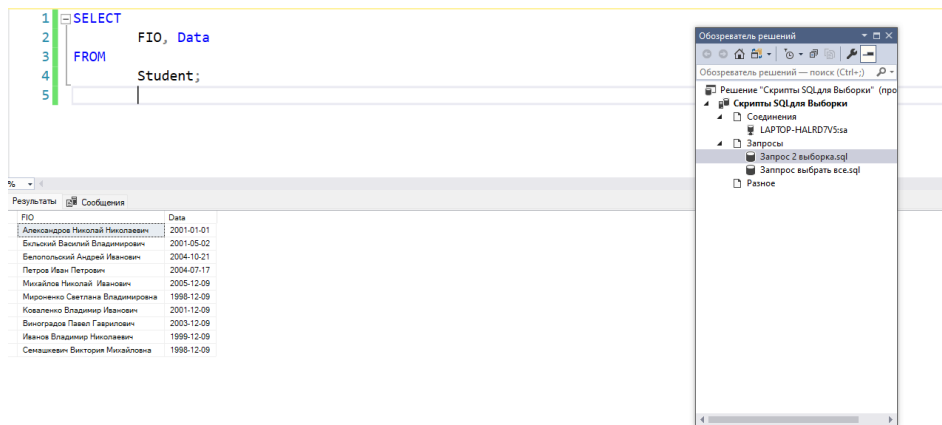 1 SELECT
2 FIO, Data
3 FROM
4 Student;
5
% 
Результаты Сообщения
FIO Data
Александров Николай Николаевич 2001-01-01
Бкльский Василий Владимирович 2001-05-02
Белопольский Андрей Иванович 2004-10-21
Петров Иван Петрович 2004-07-17
Михайлов Николай Иванович 2005-12-09
Мироненко Светлана Владимировна 1998-12-09
Коваленко Владимир Иванович 2001-12-09
Виноградов Павел Гаврилович 2003-12-09
Иванов Владимир Николаевич 1999-12-09
Семашкевич Виктория Михайловна 1998-12-09
Обозреватель решений
Обозреватель решений — поиск (Ctrl+;)
Решение "Скрипты SQLдля Выборки" (про
Скрипты SQLдля Выборки
Соединения
LAPTOP-HALRD7V5:sa
Запросы
Запрос 2 выборка.sql
Заппрос выбрать все.sql
Разное